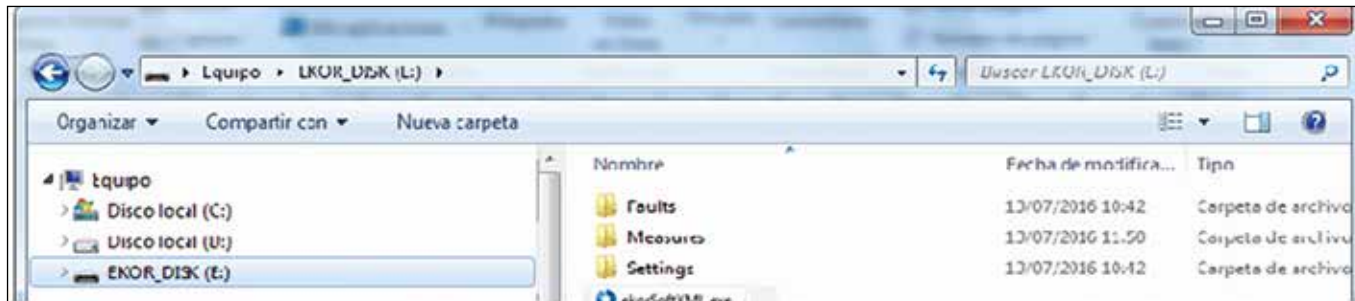 Equipo ▸ EKOR_DISK (E:) ▸
Buscar EKOR_DISK (E:)
Organizar
Compartir con
Nueva carpeta
Nombre
Fecha de modifica...
Tipo
Equipo
Disco local (C:)
Disco local (D:)
EKOR_DISK (E:)
Faults
13/07/2016 10:42
Carpeta de archivo
Measures
13/07/2016 11:50
Carpeta de archivo
Settings
13/07/2016 10:42
Carpeta de archivo